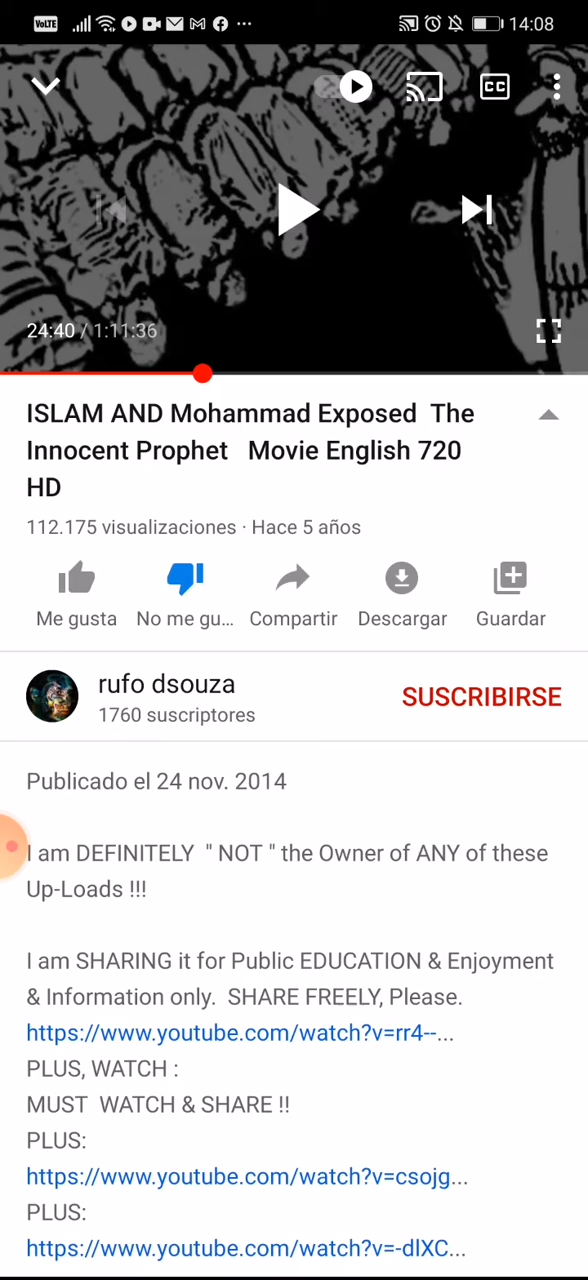 VoLTE ... 14:08
CC
24:40 / 1:11:36
ISLAM AND Mohammad Exposed The
Innocent Prophet Movie English 720
HD
112.175 visualizaciones · Hace 5 años
Me gusta No me gu... Compartir Descargar Guardar
rufo dsouza
1760 suscriptores
SUSCRIBIRSE
Publicado el 24 nov. 2014
I am DEFINITELY " NOT " the Owner of ANY of these
Up-Loads !!!
I am SHARING it for Public EDUCATION & Enjoyment
& Information only. SHARE FREELY, Please.
https://www.youtube.com/watch?v=rr4--...
PLUS, WATCH :
MUST WATCH & SHARE !!
PLUS:
https://www.youtube.com/watch?v=csojg...
PLUS:
https://www.youtube.com/watch?v=-dlXC...